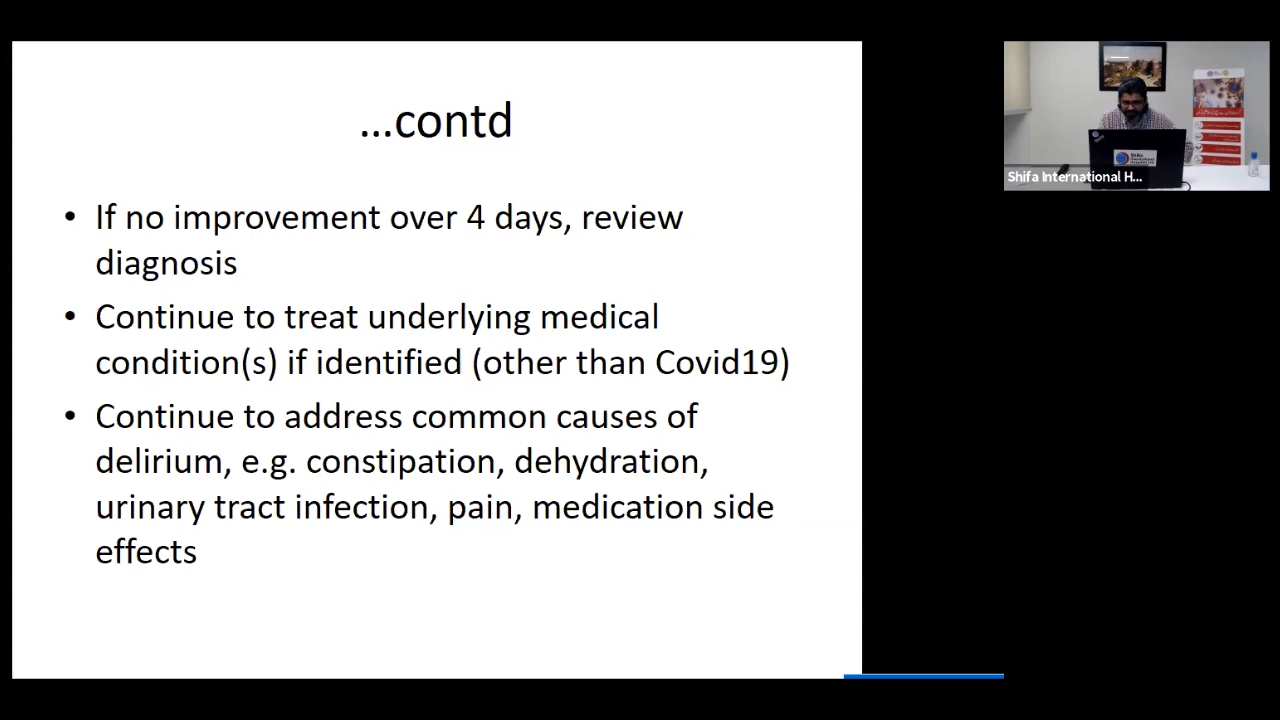 ...contd
• If no improvement over 4 days, review
diagnosis
• Continue to treat underlying medical
condition(s) if identified (other than Covid19)
• Continue to address common causes of
delirium, e.g. constipation, dehydration,
urinary tract infection, pain, medication side
effects
Shifa International H...